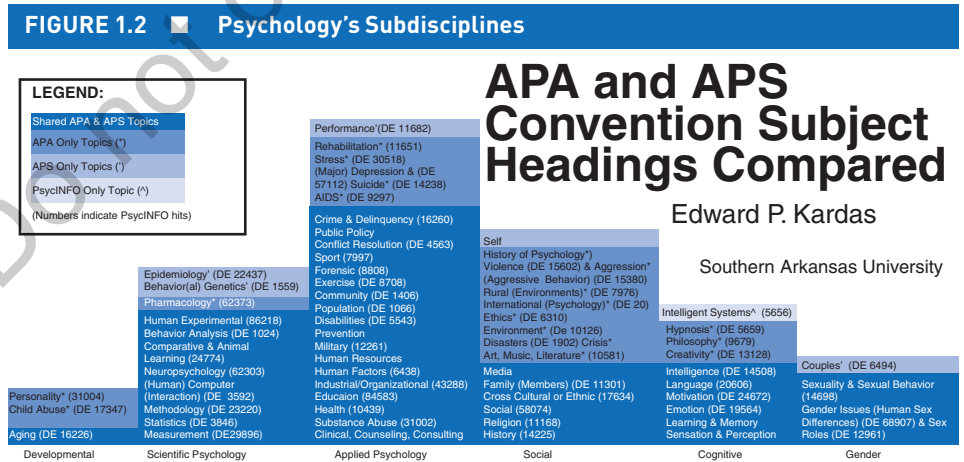 FIGURE 1.2 Psychology's Subdisciplines
Do not
LEGEND:
Shared APA & APS Topics
APA Only Topics (*)
APS Only Topics (')
PsycINFO Only Topic (^)
(Numbers indicate PsycINFO hits)
APA and APS
Convention Subject
Headings Compared
Edward P. Kardas
Southern Arkansas University
Personality* (31004)
Child Abuse* (DE 17347)
Aging (DE 16226)
Developmental
Epidemiology' (DE 22437)
Behavior(al) Genetics' (DE 1559)
Pharmacology* (62373)
Human Experimental (86218)
Behavior Analysis (DE 1024)
Comparative & Animal
Learning (24774)
Neuropsychology (62303)
(Human) Computer
(Interaction) (DE 3592)
Methodology (DE 23220)
Statistics (DE 3846)
Measurement (DE29896)
Scientific Psychology
Performance'(DE 11682)
Rehabilitation* (11651)
Stress* (DE 30518)
(Major) Depression & (DE
57112) Suicide* (DE 14238)
AIDS* (DE 9297)
Crime & Delinquency (16260)
Public Policy
Conflict Resolution (DE 4563)
Sport (7997)
Forensic (8808)
Exercise (DE 8708)
Community (DE 1406)
Population (DE 1066)
Disabilities (DE 5543)
Prevention
Military (12261)
Human Resources
Human Factors (6438)
Industrial/Organizational (43288)
Educaion (84583)
Health (10439)
Substance Abuse (31002)
Clinical, Counseling, Consulting
Applied Psychology
Self
History of Psychology*)
Violence (DE 15602) & Aggression*
(Aggressive Behavior) (DE 15380)
Rural (Environments)* (DE 7976)
International (Psychology)* (DE 20)
Ethics* (DE 6310)
Environment* (De 10126)
Disasters (DE 1902) Crisis*
Art, Music, Literature* (10581)
Media
Family (Members) (DE 11301)
Cross Cultural or Ethnic (17634)
Social (58074)
Religion (11168)
History (14225)
Social
Intelligent Systems^ (5656)
Hypnosis* (DE 5659)
Philosophy* (9679)
Creativity* (DE 13128)
Intelligence (DE 14508)
Language (20606)
Motivation (DE 24672)
Emotion (DE 19564)
Learning & Memory
Sensation & Perception
Cognitive
Couples' (DE 6494)
Sexuality & Sexual Behavior
(14698)
Gender Issues (Human Sex
Differences) (DE 68907) & Sex
Roles (DE 12961)
Gender